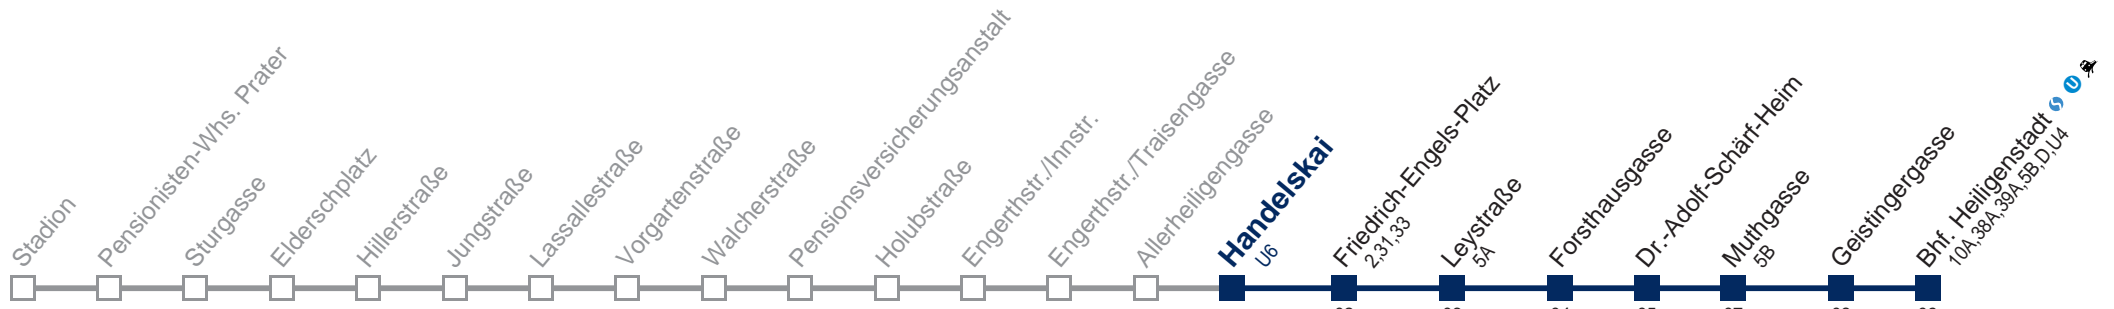 Stadion
Pensionisten-Whs. Prater
Sturgasse
Elderschplatz
Hillerstraße
Jungstraße
Lassallestraße
Vorgartenstraße
Walcherstraße
Pensionsversicherungsanstalt
Holubstraße
Engerthstr./Innstr.
Engerthstr./Traisengasse
Allerheiligengasse
Handelskai
U6
Friedrich-Engels-Platz
2,31,33
Leystraße
5A
Forsthausgasse
Dr.-Adolf-Schärf-Heim
Muthgasse
5B
Geistingergasse
Bhf. Heiligenstadt S U
10A,38A,39A,5B,D,U4